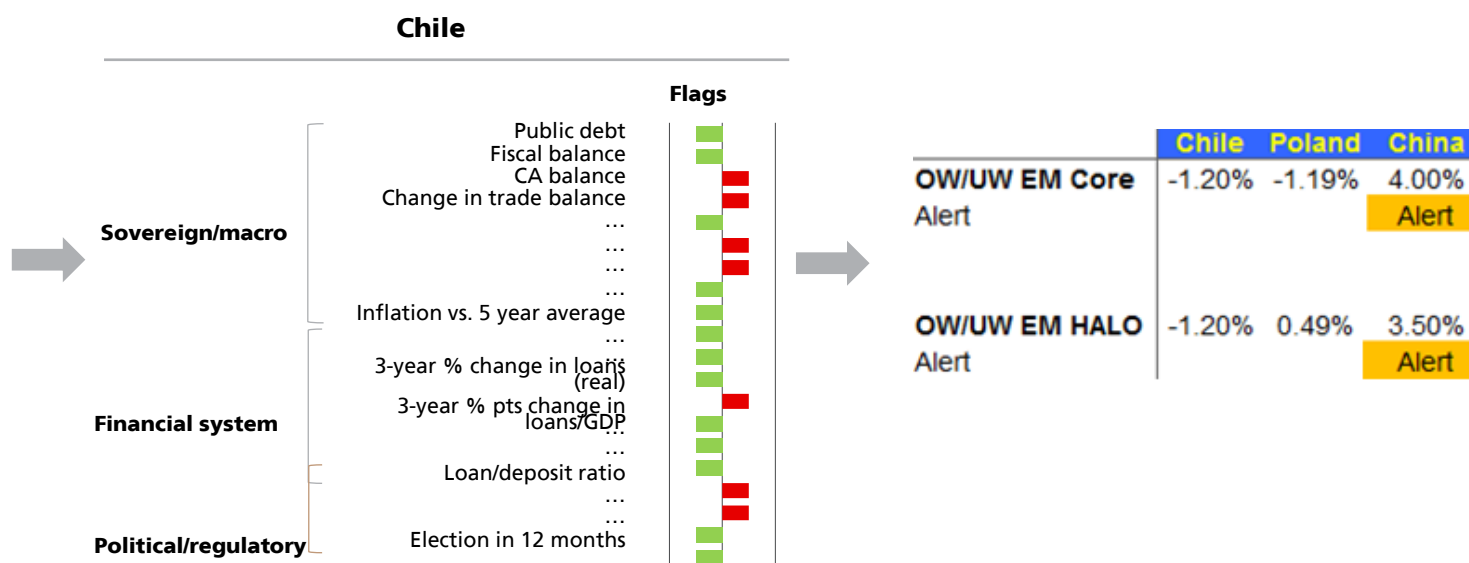 Chile
Flags
Public debt
Fiscal balance
CA balance
Change in trade balance
…
Sovereign/macro
…
…
…
Inflation vs. 5 year average
…
…
3-year % change in loans
(real)
3-year % pts change in
loans/GDP
…
Financial system
…
Loan/deposit ratio
…
…
Election in 12 months
Political/regulatory
Chile Poland China
OW/UW EM Core -1.20% -1.19% 4.00%
Alert Alert
OW/UW EM HALO -1.20% 0.49% 3.50%
Alert Alert